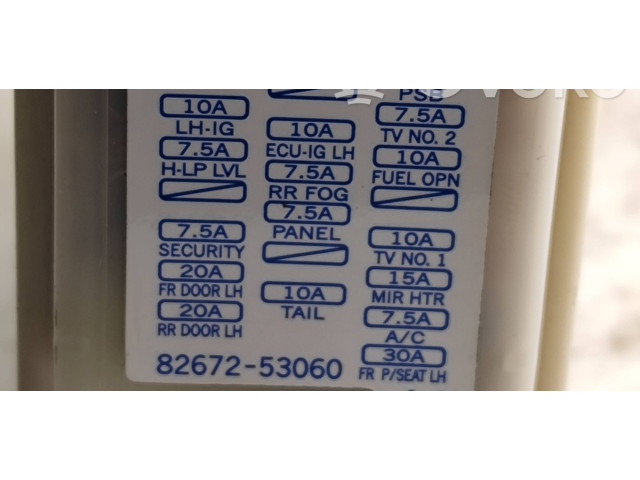 10A
LH-IG
7.5A
H-LP LVL
7.5A
SECURITY
20A
FR DOOR LH
20A
RR DOOR LH
10A
ECU-IG LH
7.5A
RR FOG
7.5A
PANEL
10A
TAIL
PSB
7.5A
TV NO. 2
10A
FUEL OPN
10A
TV NO. 1
15A
MIR HTR
7.5A
A/C
30A
FR P/SEAT LH
82672-53060